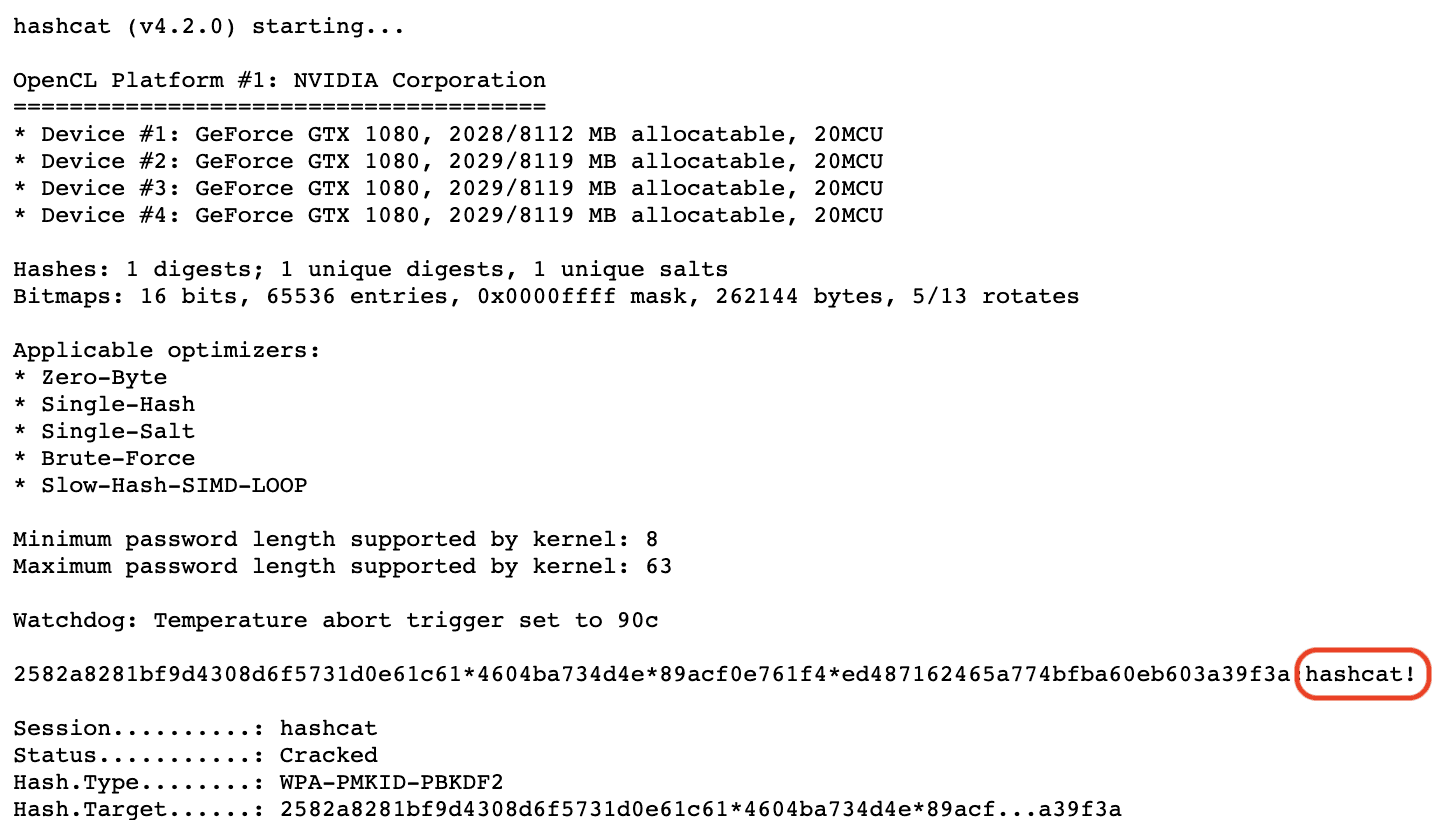 hashcat (v4.2.0) starting...
OpenCL Platform #1: NVIDIA Corporation
======================================
* Device #1: GeForce GTX 1080, 2028/8112 MB allocatable, 20MCU
* Device #2: GeForce GTX 1080, 2029/8119 MB allocatable, 20MCU
* Device #3: GeForce GTX 1080, 2029/8119 MB allocatable, 20MCU
* Device #4: GeForce GTX 1080, 2029/8119 MB allocatable, 20MCU
Hashes: 1 digests; 1 unique digests, 1 unique salts
Bitmaps: 16 bits, 65536 entries, 0x0000ffff mask, 262144 bytes, 5/13 rotates
Applicable optimizers:
* Zero-Byte
* Single-Hash
* Single-Salt
* Brute-Force
* Slow-Hash-SIMD-LOOP
Minimum password length supported by kernel: 8
Maximum password length supported by kernel: 63
Watchdog: Temperature abort trigger set to 90c
2582a8281bf9d4308d6f5731d0e61c61*4604ba734d4e*89acf0e761f4*ed487162465a774bfba60eb603a39f3a:hashcat!
Session..........: hashcat
Status...........: Cracked
Hash.Type........: WPA-PMKID-PBKDF2
Hash.Target......: 2582a8281bf9d4308d6f5731d0e61c61*4604ba734d4e*89acf...a39f3a